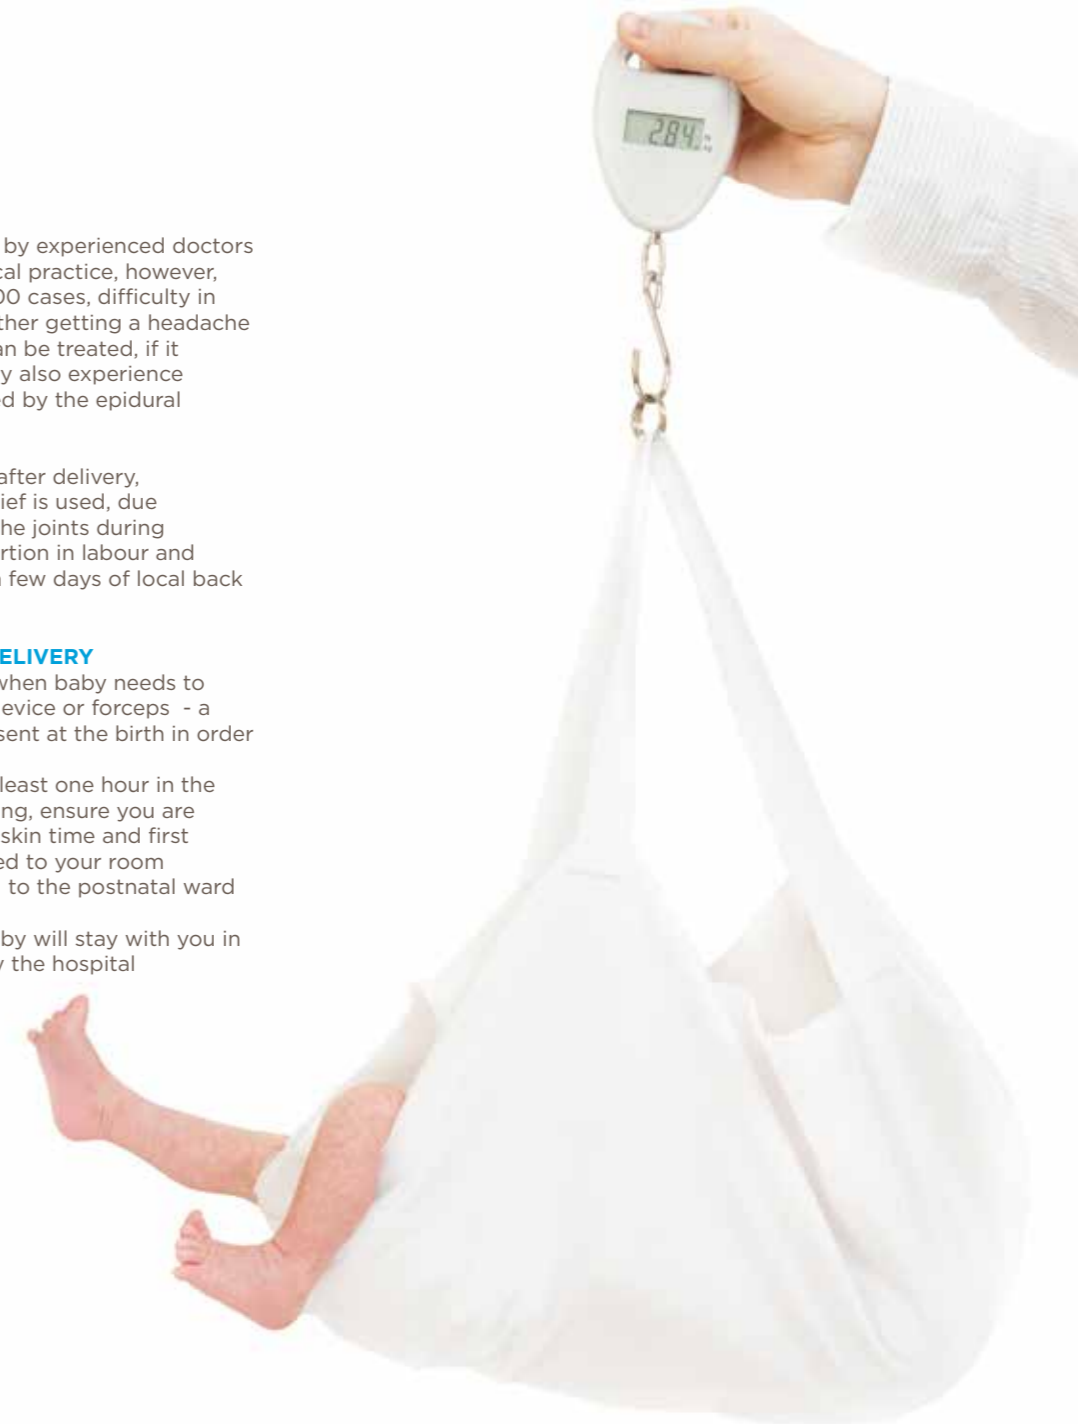 284
by experienced doctors
cal practice, however,
00 cases, difficulty in
ther getting a headache
an be treated, if it
y also experience
ed by the epidural
after delivery,
ief is used, due
he joints during
rtion in labour and
a few days of local back
ELIVERY
when baby needs to
evice or forceps - a
sent at the birth in order
least one hour in the
ng, ensure you are
skin time and first
ed to your room
to the postnatal ward
by will stay with you in
y the hospital